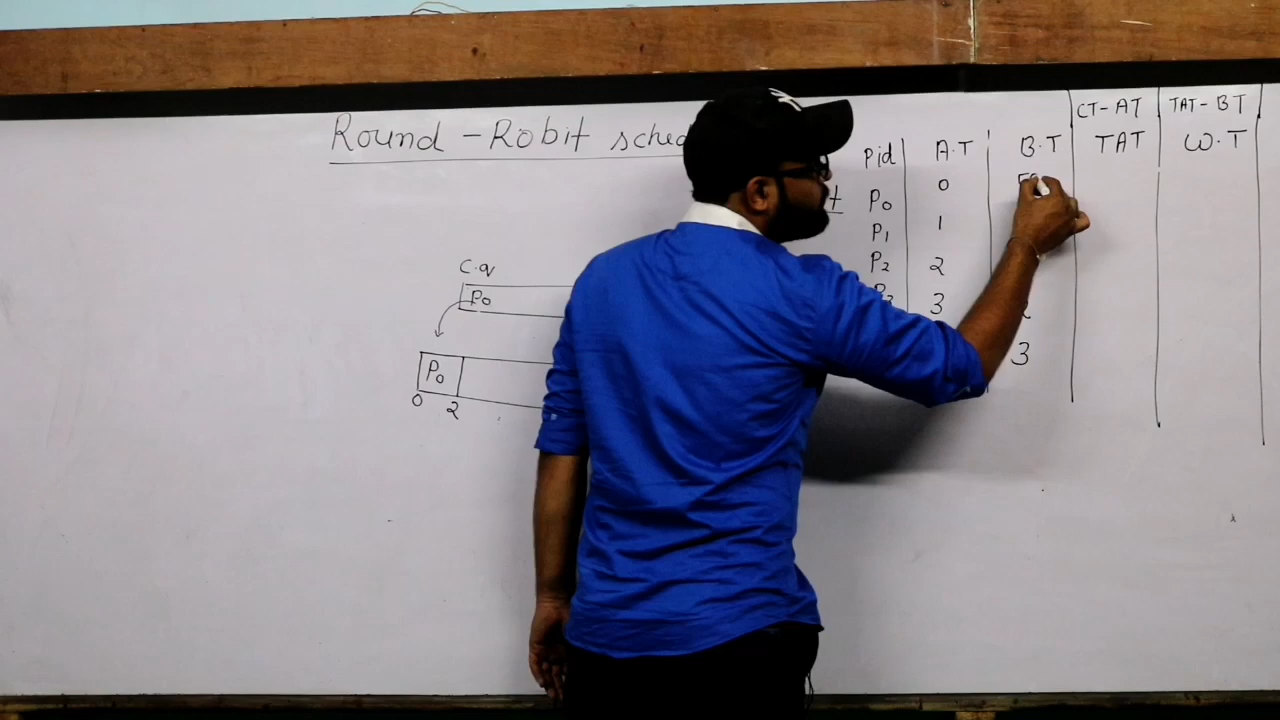 Round - Robit
CT-AT TAT-BT
Pid A.T B.T TAT W.T
P0 0
P1 1
P2 2
3
3
C.q
P0
P0
0 2